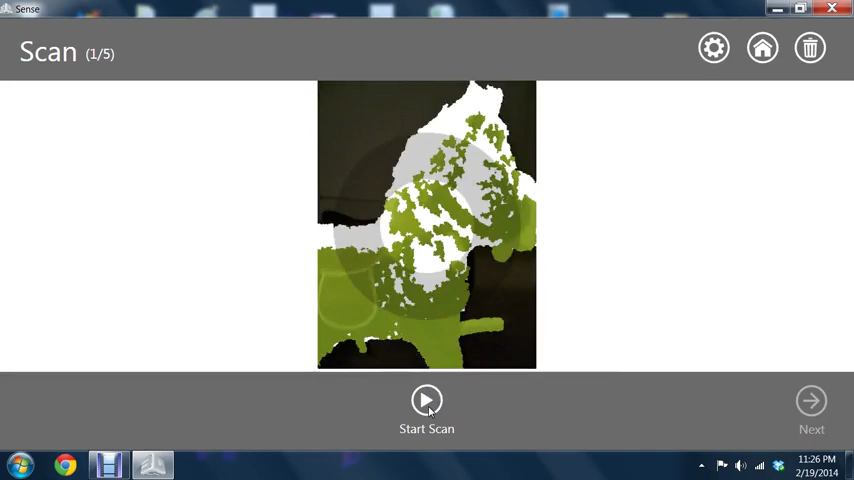 Sense
Scan (1/5)
Start Scan
Next
11:26 PM
2/19/2014